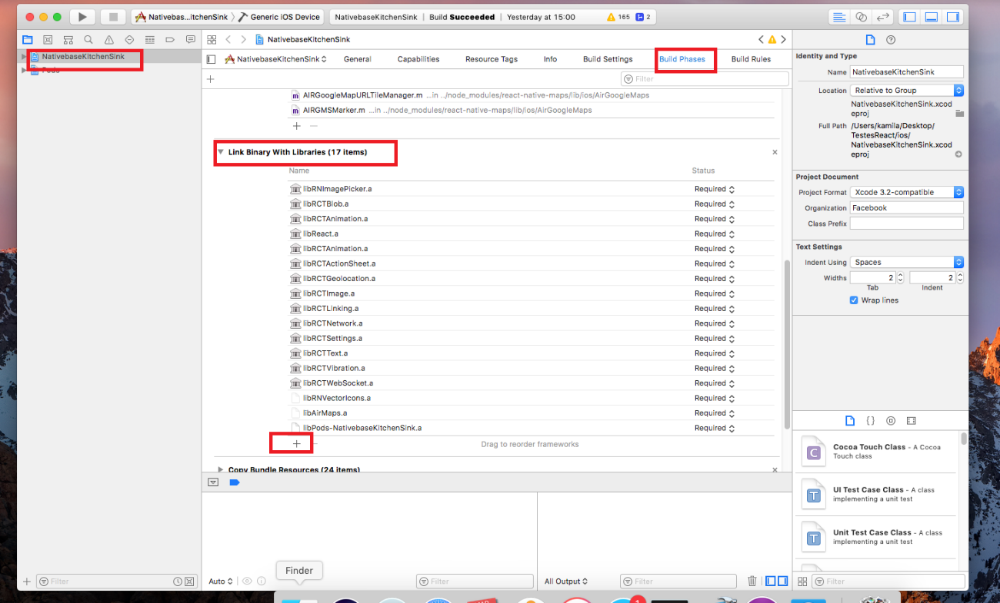 Nativebas...itchenSink 〉 Generic iOS Device
NativebaseKitchenSink | Build Succeeded | Yesterday at 15:00
165
2
NativebaseKitchenSink
Pods
NativebaseKitchenSink
NativebaseKitchenSink
General
Capabilities
Resource Tags
Info
Build Settings
Build Phases
Build Rules
Filter
AIRGoogleMapURLTileManager.m ...in ../node_modules/react-native-maps/lib/ios/AirGoogleMaps
AIRGMSMarker.m ...in ../node_modules/react-native-maps/lib/ios/AirGoogleMaps
Link Binary With Libraries (17 items)
Name Status
libRNImagePicker.a Required
libRCTBlob.a Required
libRCTAnimation.a Required
libReact.a Required
libRCTAnimation.a Required
libRCTActionSheet.a Required
libRCTGeolocation.a Required
libRCTImage.a Required
libRCTLinking.a Required
libRCTNetwork.a Required
libRCTSettings.a Required
libRCTText.a Required
libRCTVibration.a Required
libRCTWebSocket.a Required
libRNVectorIcons.a Required
libAirMaps.a Required
libPods-NativebaseKitchenSink.a Required
Drag to reorder frameworks
Copy Bundle Resources (24 items)
Identity and Type
Name NativebaseKitchenSink
Location Relative to Group
NativebaseKitchenSink.xcod
eproj
Full Path /Users/kamila/Desktop/
TestesReact/ios/
NativebaseKitchenSink.xcod
eproj
Project Document
Project Format Xcode 3.2-compatible
Organization Facebook
Class Prefix
Text Settings
Indent Using Spaces
Widths 2 2
Tab Indent
Wrap lines
Cocoa Touch Class - A Cocoa
Touch class
UI Test Case Class - A class
implementing a unit test
Unit Test Case Class - A class
implementing a unit test
Filter
Auto
Filter
All Output
Filter
Filter
Finder
1